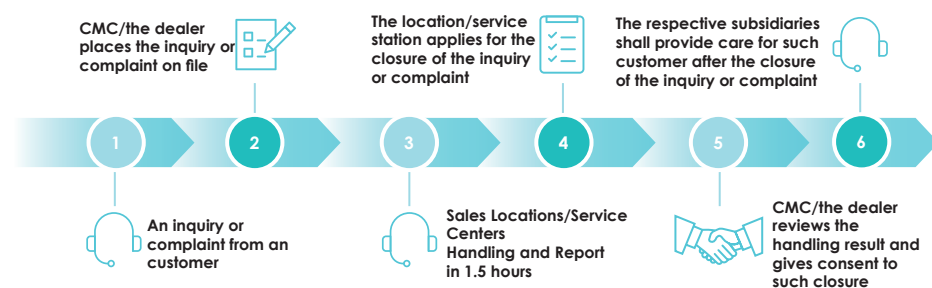 CMC/the dealer
places the inquiry or
complaint on file
The location/service
station applies for the
closure of the inquiry
or complaint
The respective subsidiaries
shall provide care for such
customer after the closure
of the inquiry or complaint
1
2
3
4
5
6
An inquiry or
complaint from an
customer
Sales Locations/Service
Centers
Handling and Report
in 1.5 hours
CMC/the dealer
reviews the
handling result and
gives consent to
such closure